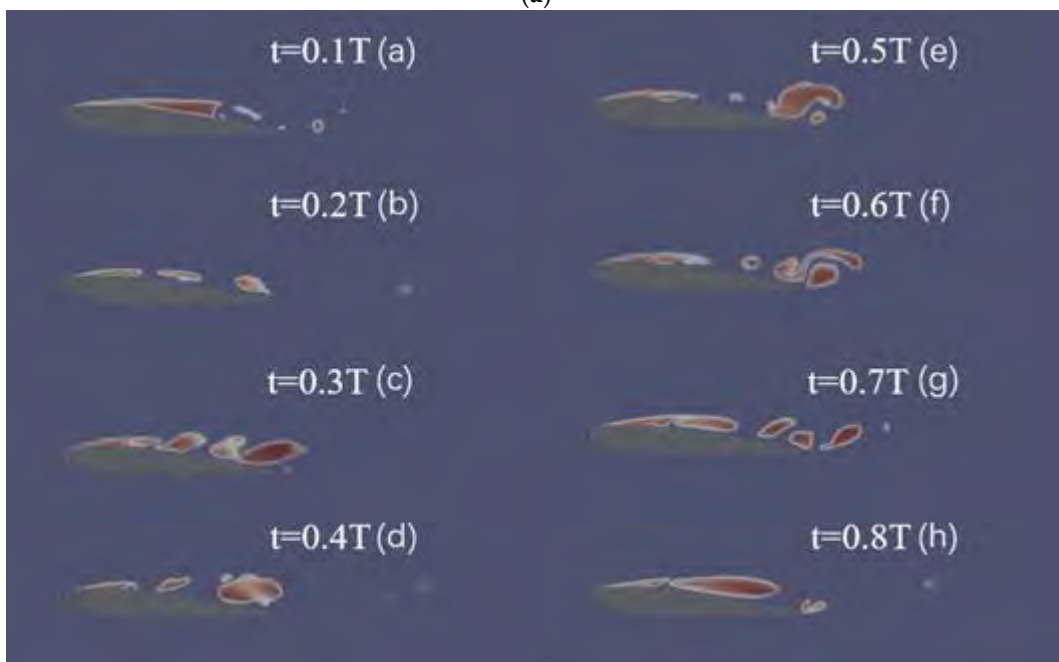 (a)
t=0.1T (a)
t=0.2T (b)
t=0.3T (c)
t=0.4T (d)
t=0.5T (e)
t=0.6T (f)
t=0.7T (g)
t=0.8T (h)